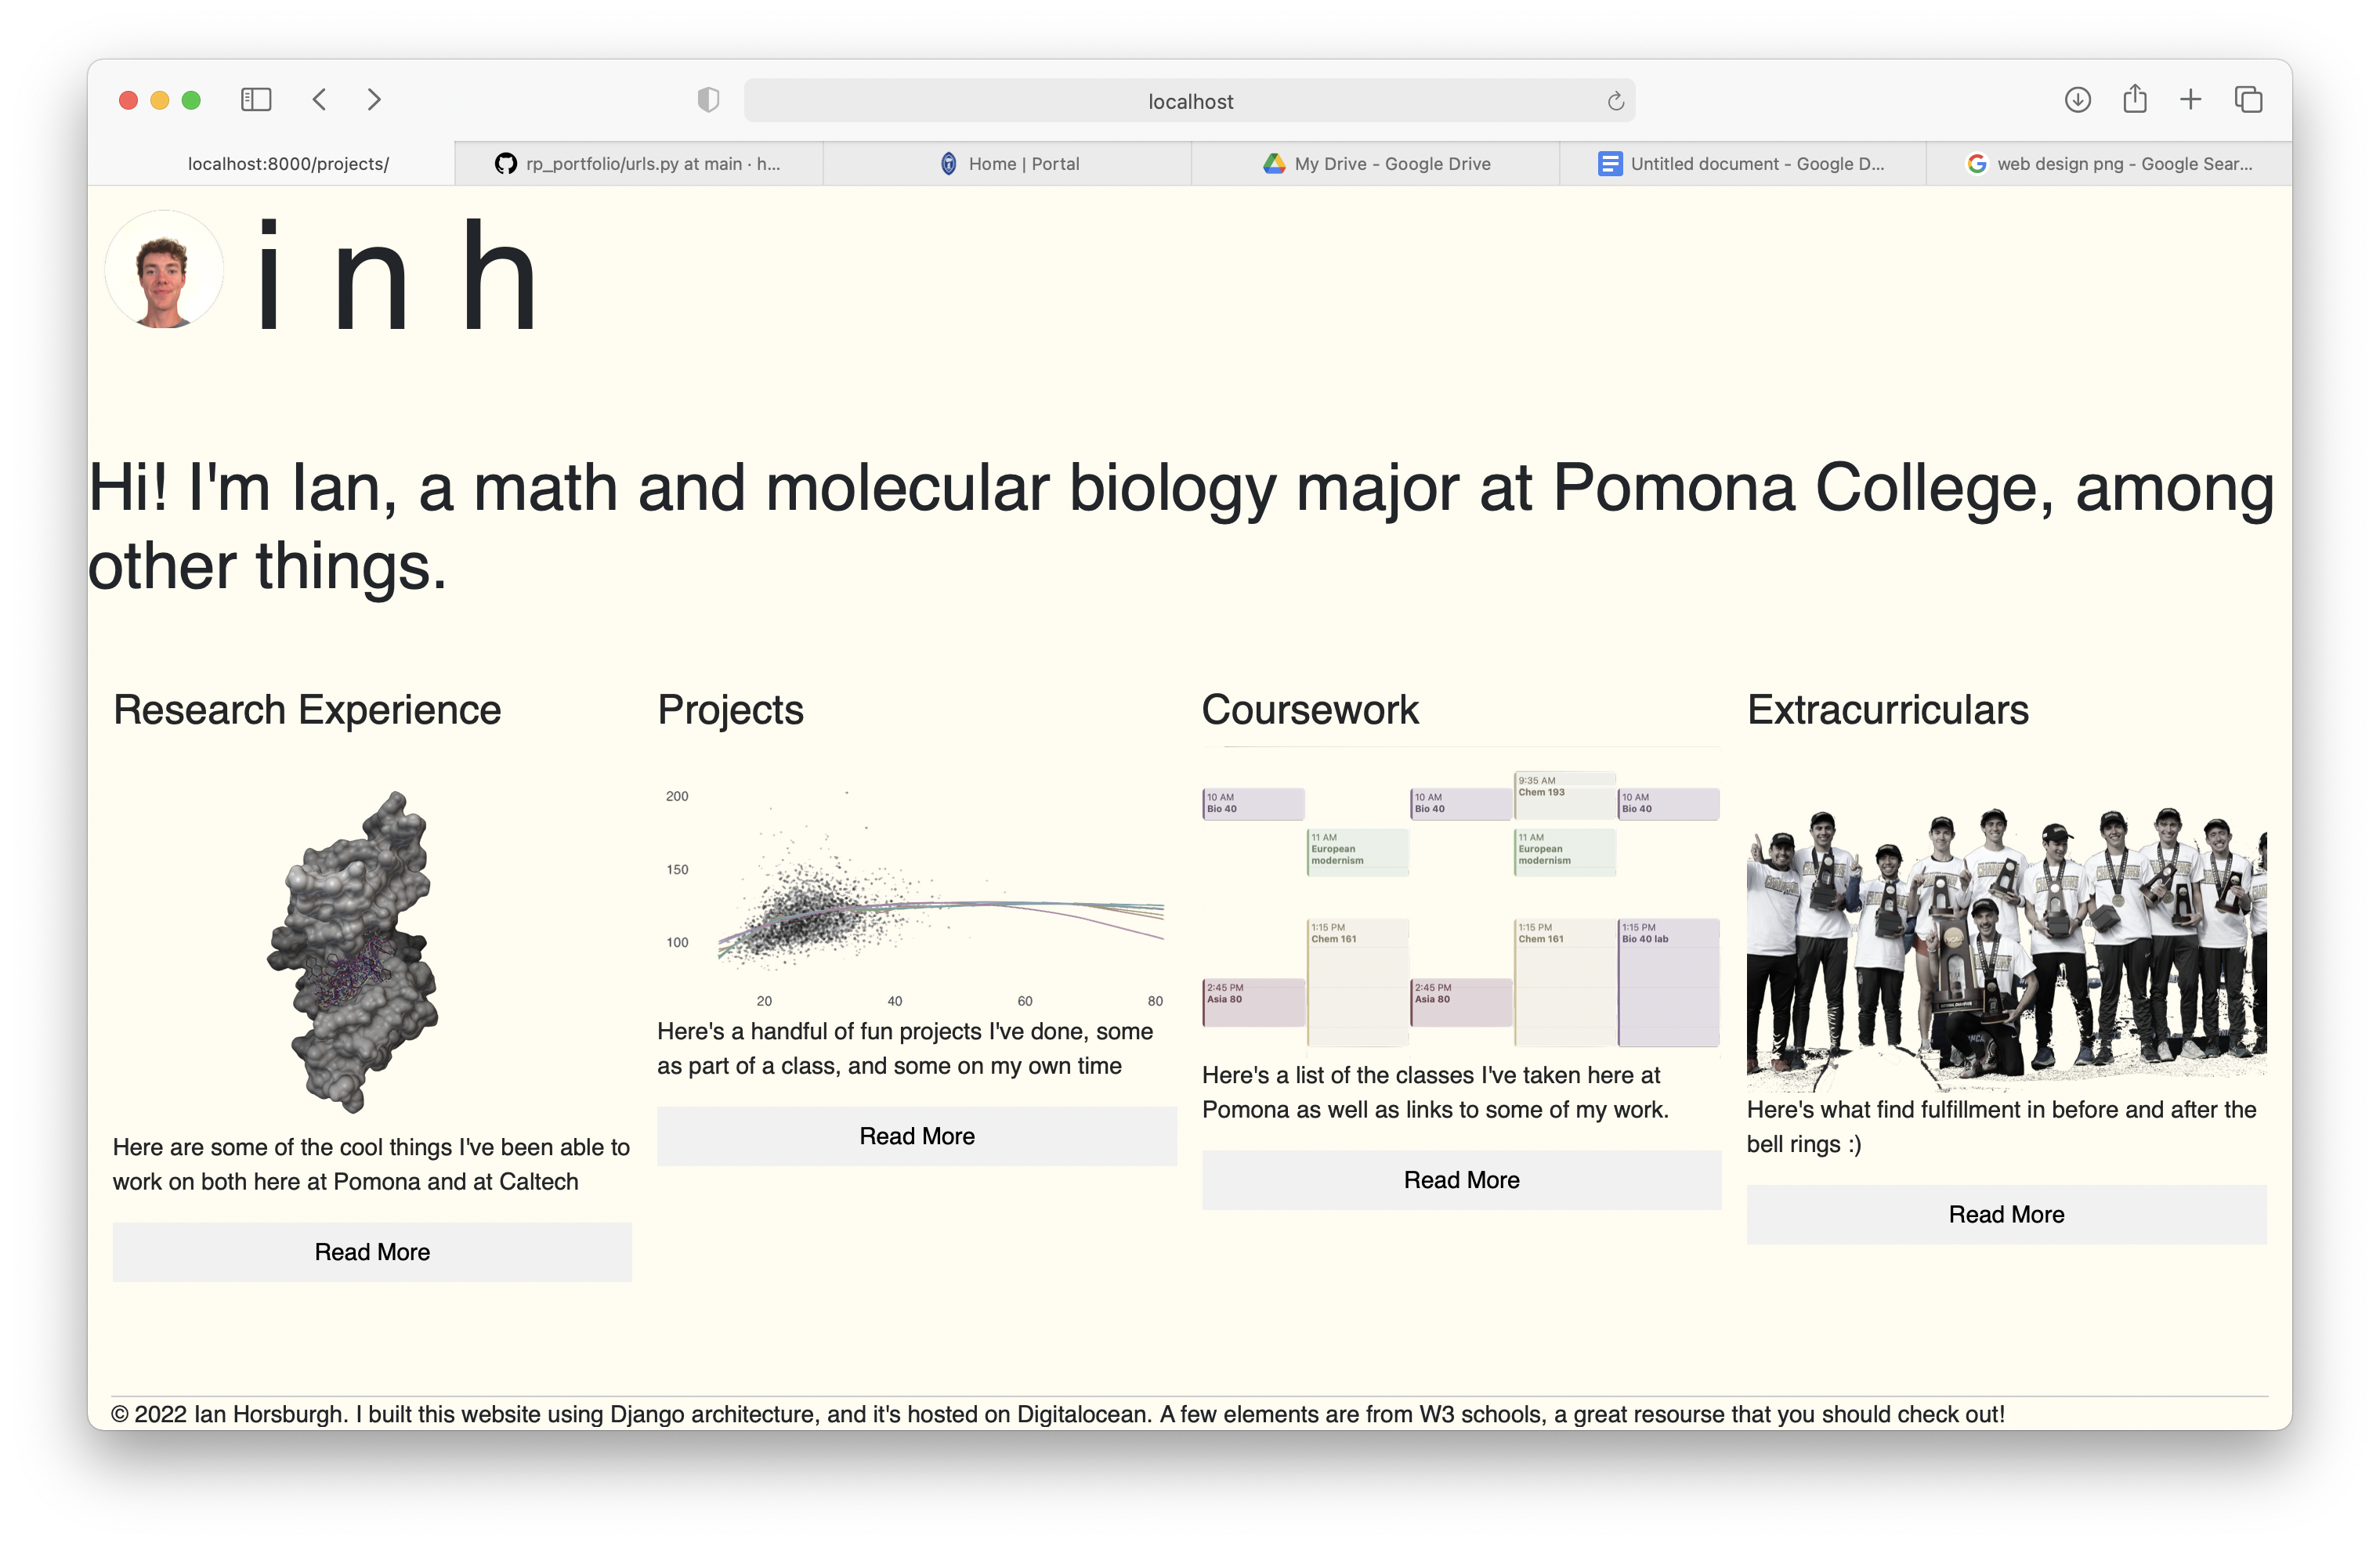 localhost
localhost:8000/projects/
rp_portfolio/urls.py at main · h...
Home | Portal
My Drive - Google Drive
Untitled document - Google D...
web design png - Google Sear...
i n h
Hi! I'm Ian, a math and molecular biology major at Pomona College, among
other things.
Research Experience
Here are some of the cool things I've been able to
work on both here at Pomona and at Caltech
Read More
Projects
200
150
100
20 40 60 80
Here's a handful of fun projects I've done, some
as part of a class, and some on my own time
Read More
Coursework
9:35 AM
Chem 193
10 AM
Bio 40
10 AM
Bio 40
10 AM
Bio 40
11 AM
European
modernism
11 AM
European
modernism
1:15 PM
Chem 161
1:15 PM
Chem 161
1:15 PM
Bio 40 lab
2:45 PM
Asia 80
2:45 PM
Asia 80
Here's a list of the classes I've taken here at
Pomona as well as links to some of my work.
Read More
Extracurriculars
Here's what find fulfillment in before and after the
bell rings :)
Read More
© 2022 Ian Horsburgh. I built this website using Django architecture, and it's hosted on Digitalocean. A few elements are from W3 schools, a great resourse that you should check out!